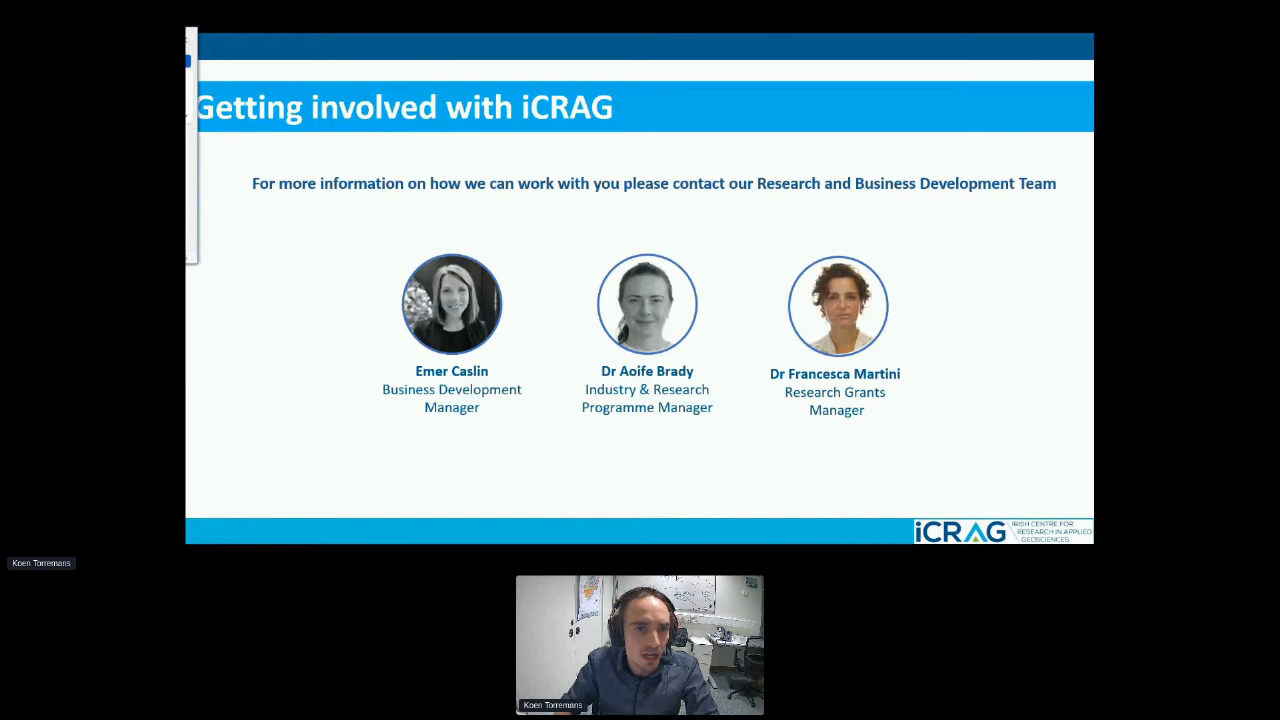 Getting involved with iCRAG
For more information on how we can work with you please contact our Research and Business Development Team
Emer Caslin
Business Development
Manager
Dr Aoife Brady
Industry & Research
Programme Manager
Dr Francesca Martini
Research Grants
Manager
iCRAG
IRISH CENTRE FOR
RESEARCH IN APPLIED
GEOSCIENCES
Koen Torremans
Koen Torremans